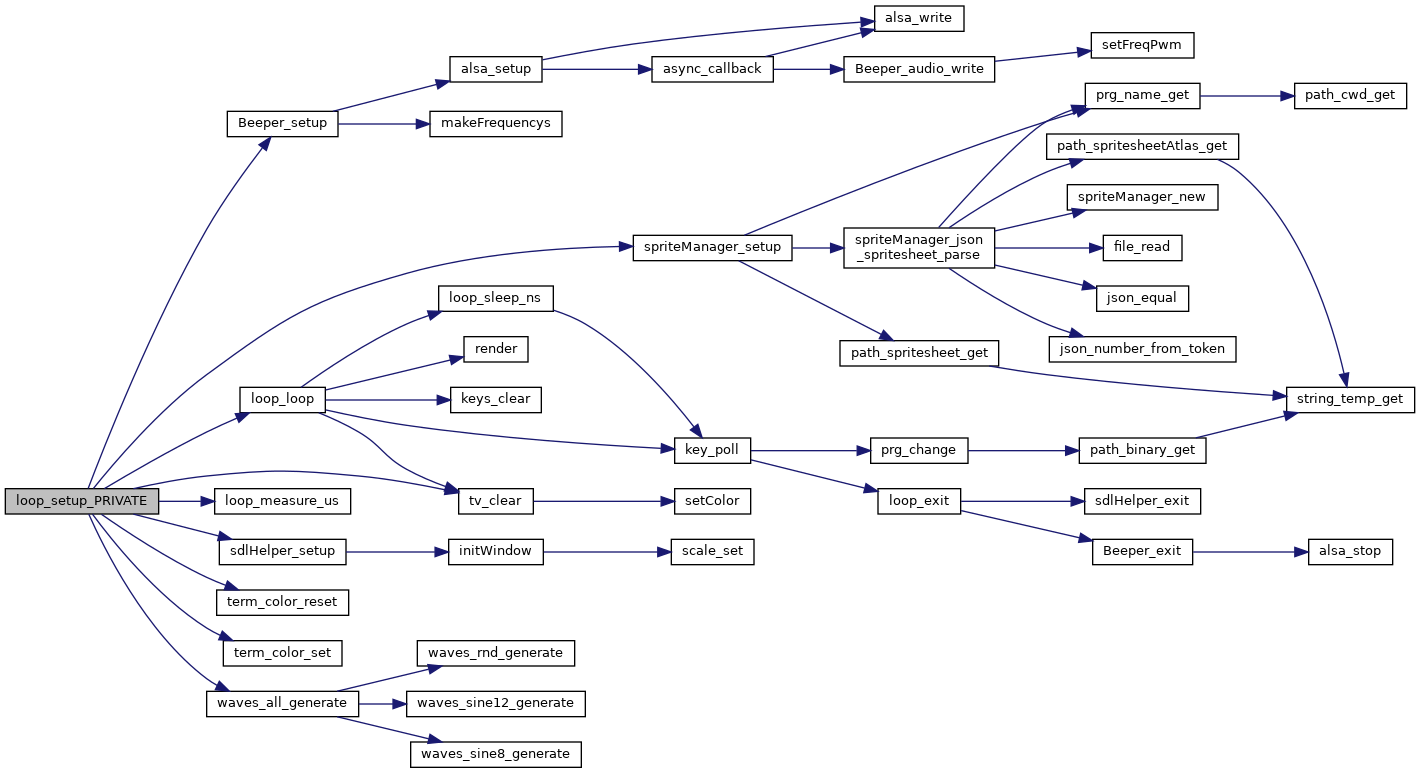 alsa_write
setFreqPwm
alsa_setup
async_callback
Beeper_audio_write
prg_name_get
path_cwd_get
Beeper_setup
makeFrequencys
path_spritesheetAtlas_get
spriteManager_new
spriteManager_setup
spriteManager_json
_spritesheet_parse
file_read
loop_sleep_ns
json_equal
render
path_spritesheet_get
json_number_from_token
loop_loop
keys_clear
string_temp_get
key_poll
prg_change
path_binary_get
loop_setup_PRIVATE
loop_measure_us
tv_clear
setColor
loop_exit
sdlHelper_exit
sdlHelper_setup
initWindow
scale_set
Beeper_exit
alsa_stop
term_color_reset
term_color_set
waves_rnd_generate
waves_all_generate
waves_sine12_generate
waves_sine8_generate